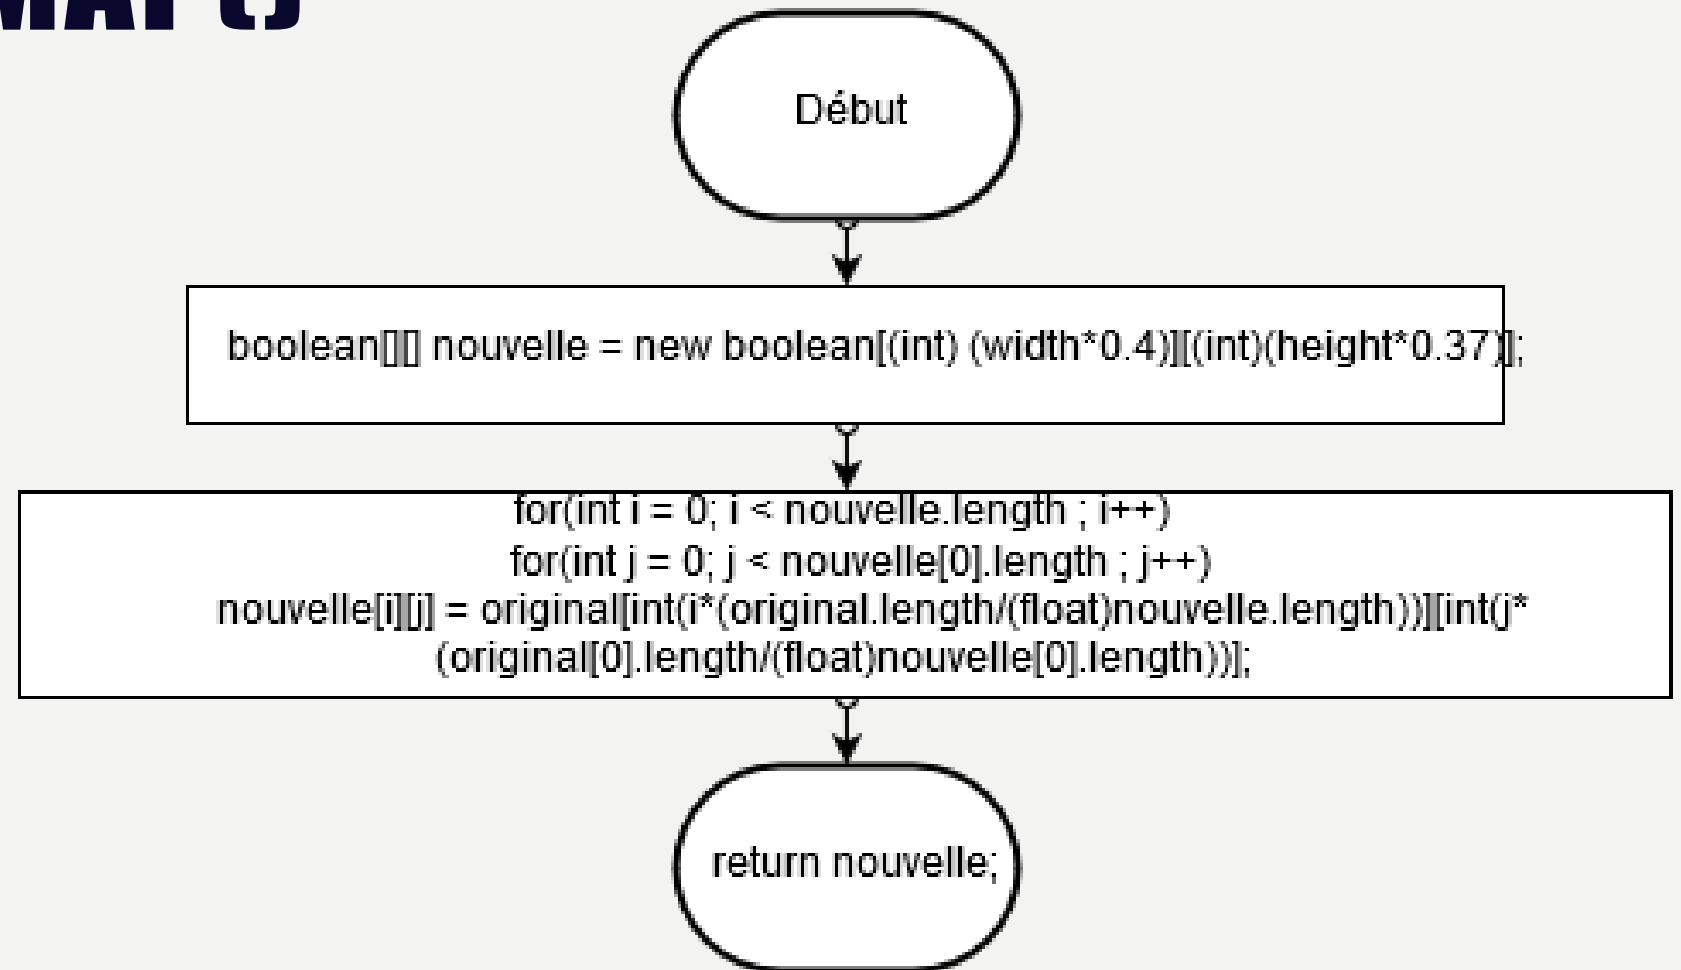 MAP()
Début
boolean[][] nouvelle = new boolean[(int) (width*0.4)][(int)(height*0.37)];
for(int i = 0; i < nouvelle.length ; i++)
for(int j = 0; j < nouvelle[0].length ; j++)
nouvelle[i][j] = original[int(i*(original.length/(float)nouvelle.length))][int(j*
(original[0].length/(float)nouvelle[0].length))];
return nouvelle;